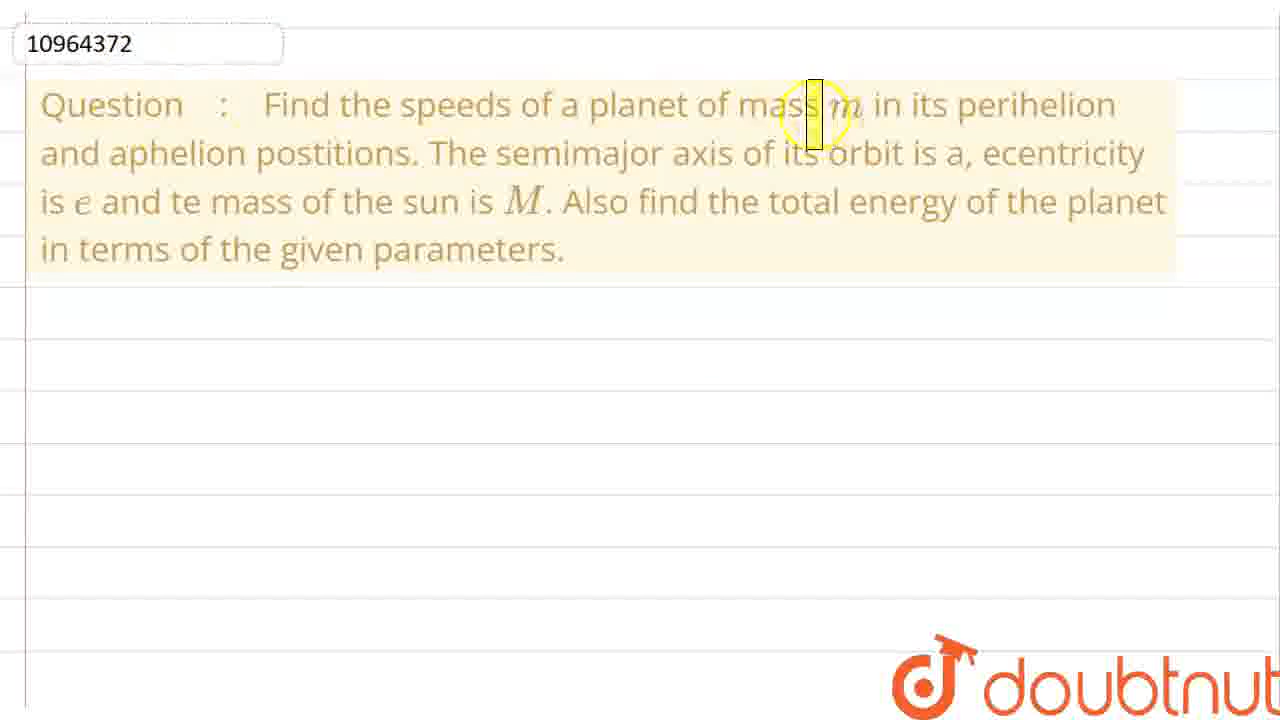 10964372
Question : Find the speeds of a planet of mass m in its perihelion
and aphelion postitions. The semimajor axis of its orbit is a, ecentricity
is e and te mass of the sun is M. Also find the total energy of the planet
in terms of the given parameters.
doubtnut